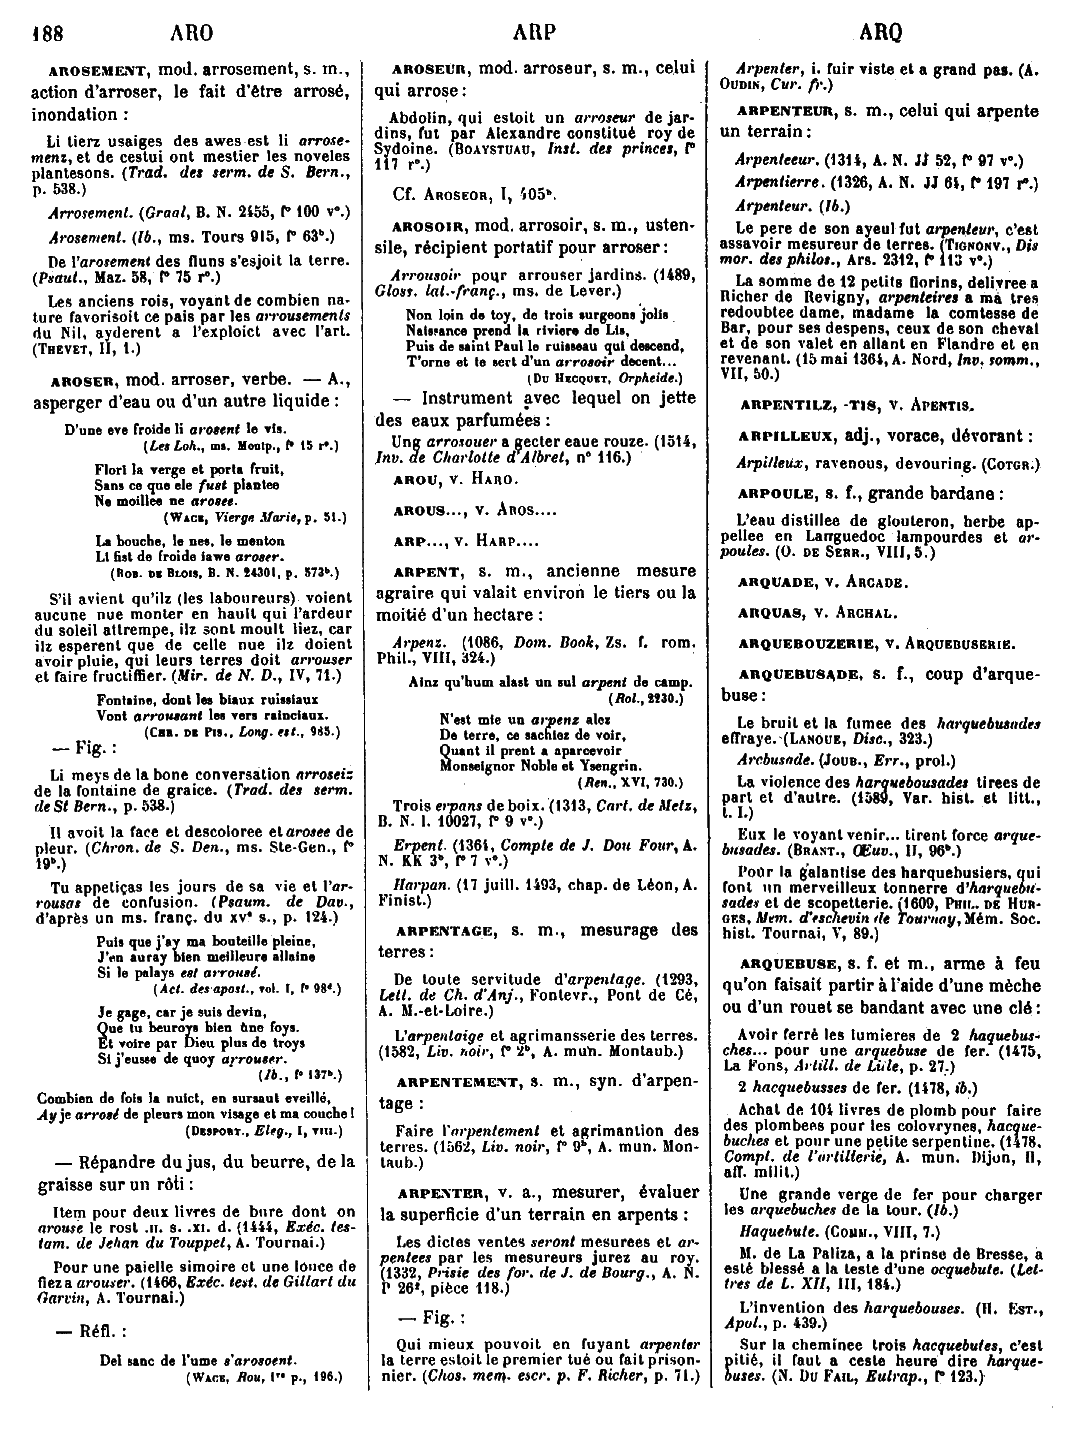 188
ARO
ARP
ARQ
AROSEMENT, mod. arrosement, s. m.,
action d'arroser, le fait d'être arrosé,
inondation :
Li tierz usaiges des awes est li arrose-
menz, et de cestui ont mestier les noveles
plantesons. (Trad. des serm. de S. Bern.,
p. 538.)
Arrosement. (Graal, B. N. 2455, f° 100 v°.)
Arosement. (Ib., ms. Tours 915, f° 63ᵇ.)
De l'arosement des fluns s'esjoit la terre.
(Psaut., Maz. 58, f° 75 r°.)
Les anciens rois, voyant de combien na-
ture favorisoit ce pais par les arrousements
du Nil, ayderent a l'exploict avec l'art.
(THEVET, II, 1.)
AROSER, mod. arroser, verbe. — A.,
asperger d'eau ou d'un autre liquide :
D'une eve froide li arosent le vis.
(Les Loh., ms. Montp., f° 15 r°.)
Flori la verge et porta fruit,
Sans ce que ele fust plantee
Ne moillee ne arosee.
(WACE, Vierge Marie, p. 51.)
La bouche, le nes, le menton
Li fist de froide iawe aroser.
(ROB. DE BLOIS, B. N. 24301, p. 573ᵇ.)
S'il avient qu'ilz (les laboureurs) voient
aucune nue monter en hault qui l'ardeur
du soleil attrempe, ilz sont moult liez, car
ilz esperent que de celle nue ilz doient
avoir pluie, qui leurs terres doit arrouser
et faire fructiffier. (Mir. de N. D., IV, 71.)
Fontaine, dont les biaux ruissiaux
Vont arrousant les vers rainciaux.
(CHR. DE PIS., Long. est., 985.)
— Fig. :
Li meys de la bone conversation arroseiz
de la fontaine de graice. (Trad. des serm.
de St Bern., p. 538.)
Il avoit la face et descoloree et arosee de
pleur. (Chron. de S. Den., ms. Ste-Gen., f°
19ᵇ.)
Tu appetiças les jours de sa vie et l'ar-
rousas de confusion. (Psaum. de Dav.,
d'après un ms. franç. du xvᵉ s., p. 124.)
Puis que j'ay ma bouteille pleine,
J'en auray bien meilleure allaine
Si le palays est arrousé.
(Act. des apost., vol. I, f° 98ᵈ.)
Je gage, car je suis devin,
Que tu beuroys bien une foys.
Et voire par Dieu plus de troys
Si j'eusse de quoy arrouser.
(Ib., f° 137ᵇ.)
Combien de fois la nuict, en sursaut eveillé,
Ay je arrosé de pleurs mon visage et ma couche !
(DESPORT., Eleg., I, VIII.)
— Répandre du jus, du beurre, de la
graisse sur un rôti :
Item pour deux livres de bure dont on
arouse le rost .II. s. .XI. d. (1444, Exéc. tes-
tam. de Jehan du Touppet, A. Tournai.)
Pour une paielle simoire et une louce de
fleza arouser. (1466, Exéc. test. de Gillart du
Garvin, A. Tournai.)
— Réfl. :
Del sanc de l'ume s'arosoent.
(WACE, Rou, Iʳᵉ p., 196.)
AROSEUR, mod. arroseur, s. m., celui
qui arrose :
Abdolin, qui estoit un aroseur de jar-
dins, fut par Alexandre constitué roy de
Sydoine. (BOAYSTUAU, Inst. des princes, f°
117 r°.)
Cf. AROSEOR, I, 405ᵇ.
AROSOIR, mod. arrosoir, s. m., usten-
sile, récipient portatif pour arroser :
Arrousoir pour arrouser jardins. (1489,
Gloss. lat.-franç., ms. de Lever.)
Non loin de toy, de trois surgeons jolis
Naissance prend la riviere de Lis,
Puis de saint Paul le ruisseau qui descend,
T'orne et te sert d'un arrosoir decent...
(DU HECQUET, Orpheide.)
— Instrument avec lequel on jette
des eaux parfumées :
Ung arrosouer a gecter eaue rouze. (1514,
Inv. de Charlotte d'Albret, n° 116.)
AROU, v. HARO.
AROUS..., v. AROS....
ARP..., v. HARP....
ARPENT, s. m., ancienne mesure
agraire qui valait environ le tiers ou la
moitié d'un hectare :
Arpenz. (1086, Dom. Book, Zs. f. rom.
Phil., VIII, 324.)
Ainz qu'hum alast un sul arpent de camp.
(Rol., 2230.)
N'est mie un arpenz alez
De terre, ce sachiez de voir,
Quant il prent a aparcevoir
Monseignor Noble et Ysengrin.
(Ren., XVI, 730.)
Trois erpans de boix. (1313, Cart. de Metz,
B. N. l. 10027, f° 9 v°.)
Erpent. (1361, Compte de J. Dou Four, A.
N. KK 3ᵇ, f° 7 v°.)
Harpan. (17 juill. 1493, chap. de Léon, A.
Finist.)
ARPENTAGE, s. m., mesurage des
terres :
De toute servitude d'arpentage. (1293,
Lett. de Ch. d'Anj., Fontevr., Pont de Cé,
A. M.-et-Loire.)
L'arpentaige et agrimansserie des terres.
(1582, Liv. noir, f° 2ᵇ, A. mun. Montaub.)
ARPENTEMENT, s. m., syn. d'arpen-
tage :
Faire l'arpentement et agrimantion des
terres. (1562, Liv. noir, f° 9ᵇ, A. mun. Mon-
taub.)
ARPENTER, v. a., mesurer, évaluer
la superficie d'un terrain en arpents :
Les dictes ventes seront mesurees et ar-
pentees par les mesureurs jurez au roy.
(1332, Prisie des for. de J. de Bourg., A. N.
P 26², pièce 118.)
— Fig. :
Qui mieux pouvoit en fuyant arpenter
la terre estoit le premier tué ou fait prison-
nier. (Chos. mem. escr. p. F. Richer, p. 71.)
Arpenter, i. fuir viste et a grand pas. (A.
OUDIN, Cur. fr.)
ARPENTEUR, s. m., celui qui arpente
un terrain :
Arpenteeur. (1314, A. N. JJ 52, f° 97 v°.)
Arpentierre. (1326, A. N. JJ 64, f° 197 r°.)
Arpenteur. (Ib.)
Le pere de son ayeul fut arpenteur, c'est
assavoir mesureur de terres. (TIGNONV., Dis
mor. des philos., Ars. 2312, f° 113 v°.)
La somme de 12 petits florins, delivree a
Richer de Revigny, arpenteires a ma tres
redoubtee dame, madame la comtesse de
Bar, pour ses despens, ceux de son cheval
et de son valet en allant en Flandre et en
revenant. (15 mai 1364, A. Nord, Inv. somm.,
VII, 50.)
ARPENTILZ, -TIS, v. APENTIS.
ARPILLEUX, adj., vorace, dévorant :
Arpilleux, ravenous, devouring. (COTGR.)
ARPOULE, s. f., grande bardane :
L'eau distillee de glouteron, herbe ap-
pellee en Languedoc lampourdes et ar-
poules. (O. DE SERR., VIII, 5.)
ARQUADE, v. ARCADE.
ARQUAS, v. ARCHAL.
ARQUEBOUZERIE, v. ARQUEBUSERIE.
ARQUEBUSADE, s. f., coup d'arque-
buse :
Le bruit et la fumee des harquebusades
effraye. (LANOUE, Disc., 323.)
Arcbusade. (JOUB., Err., prol.)
La violence des harquebousades tirees de
part et d'autre. (1589, Var. hist. et litt.,
t. I.)
Eux le voyant venir... tirent force arque-
busades. (BRANT., Œuv., II, 96ᵇ.)
Pour la galantise des harquebusiers, qui
font un merveilleux tonnerre d'harquebu-
sades et de scopetterie. (1609, PHIL. DE HUR-
GES, Mem. d'eschevin de Tournay, Mém. Soc.
hist. Tournai, V, 89.)
ARQUEBUSE, s. f. et m., arme à feu
qu'on faisait partir à l'aide d'une mèche
ou d'un rouet se bandant avec une clé :
Avoir ferré les lumieres de 2 haquebus-
ches... pour une arquebuse de fer. (1475,
La Fons, Artill. de Lille, p. 27.)
2 hacquebusses de fer. (1478, ib.)
Achat de 104 livres de plomb pour faire
des plombees pour les colovrynes, hacque-
buches et pour une petite serpentine. (1478,
Compt. de l'artillerie, A. mun. Dijon, II,
aff. milit.)
Une grande verge de fer pour charger
les arquebuches de la tour. (Ib.)
Haquebute. (COMM., VIII, 7.)
M. de La Paliza, a la prinse de Bresse, a
esté blessé a la teste d'une ocquebute. (Let-
tres de L. XII, III, 184.)
L'invention des harquebouses. (H. EST.,
Apol., p. 439.)
Sur la cheminee trois hacquebutes, c'est
pitié, il faut a ceste heure dire harque-
buses. (N. DU FAIL, Eutrap., f° 123.)